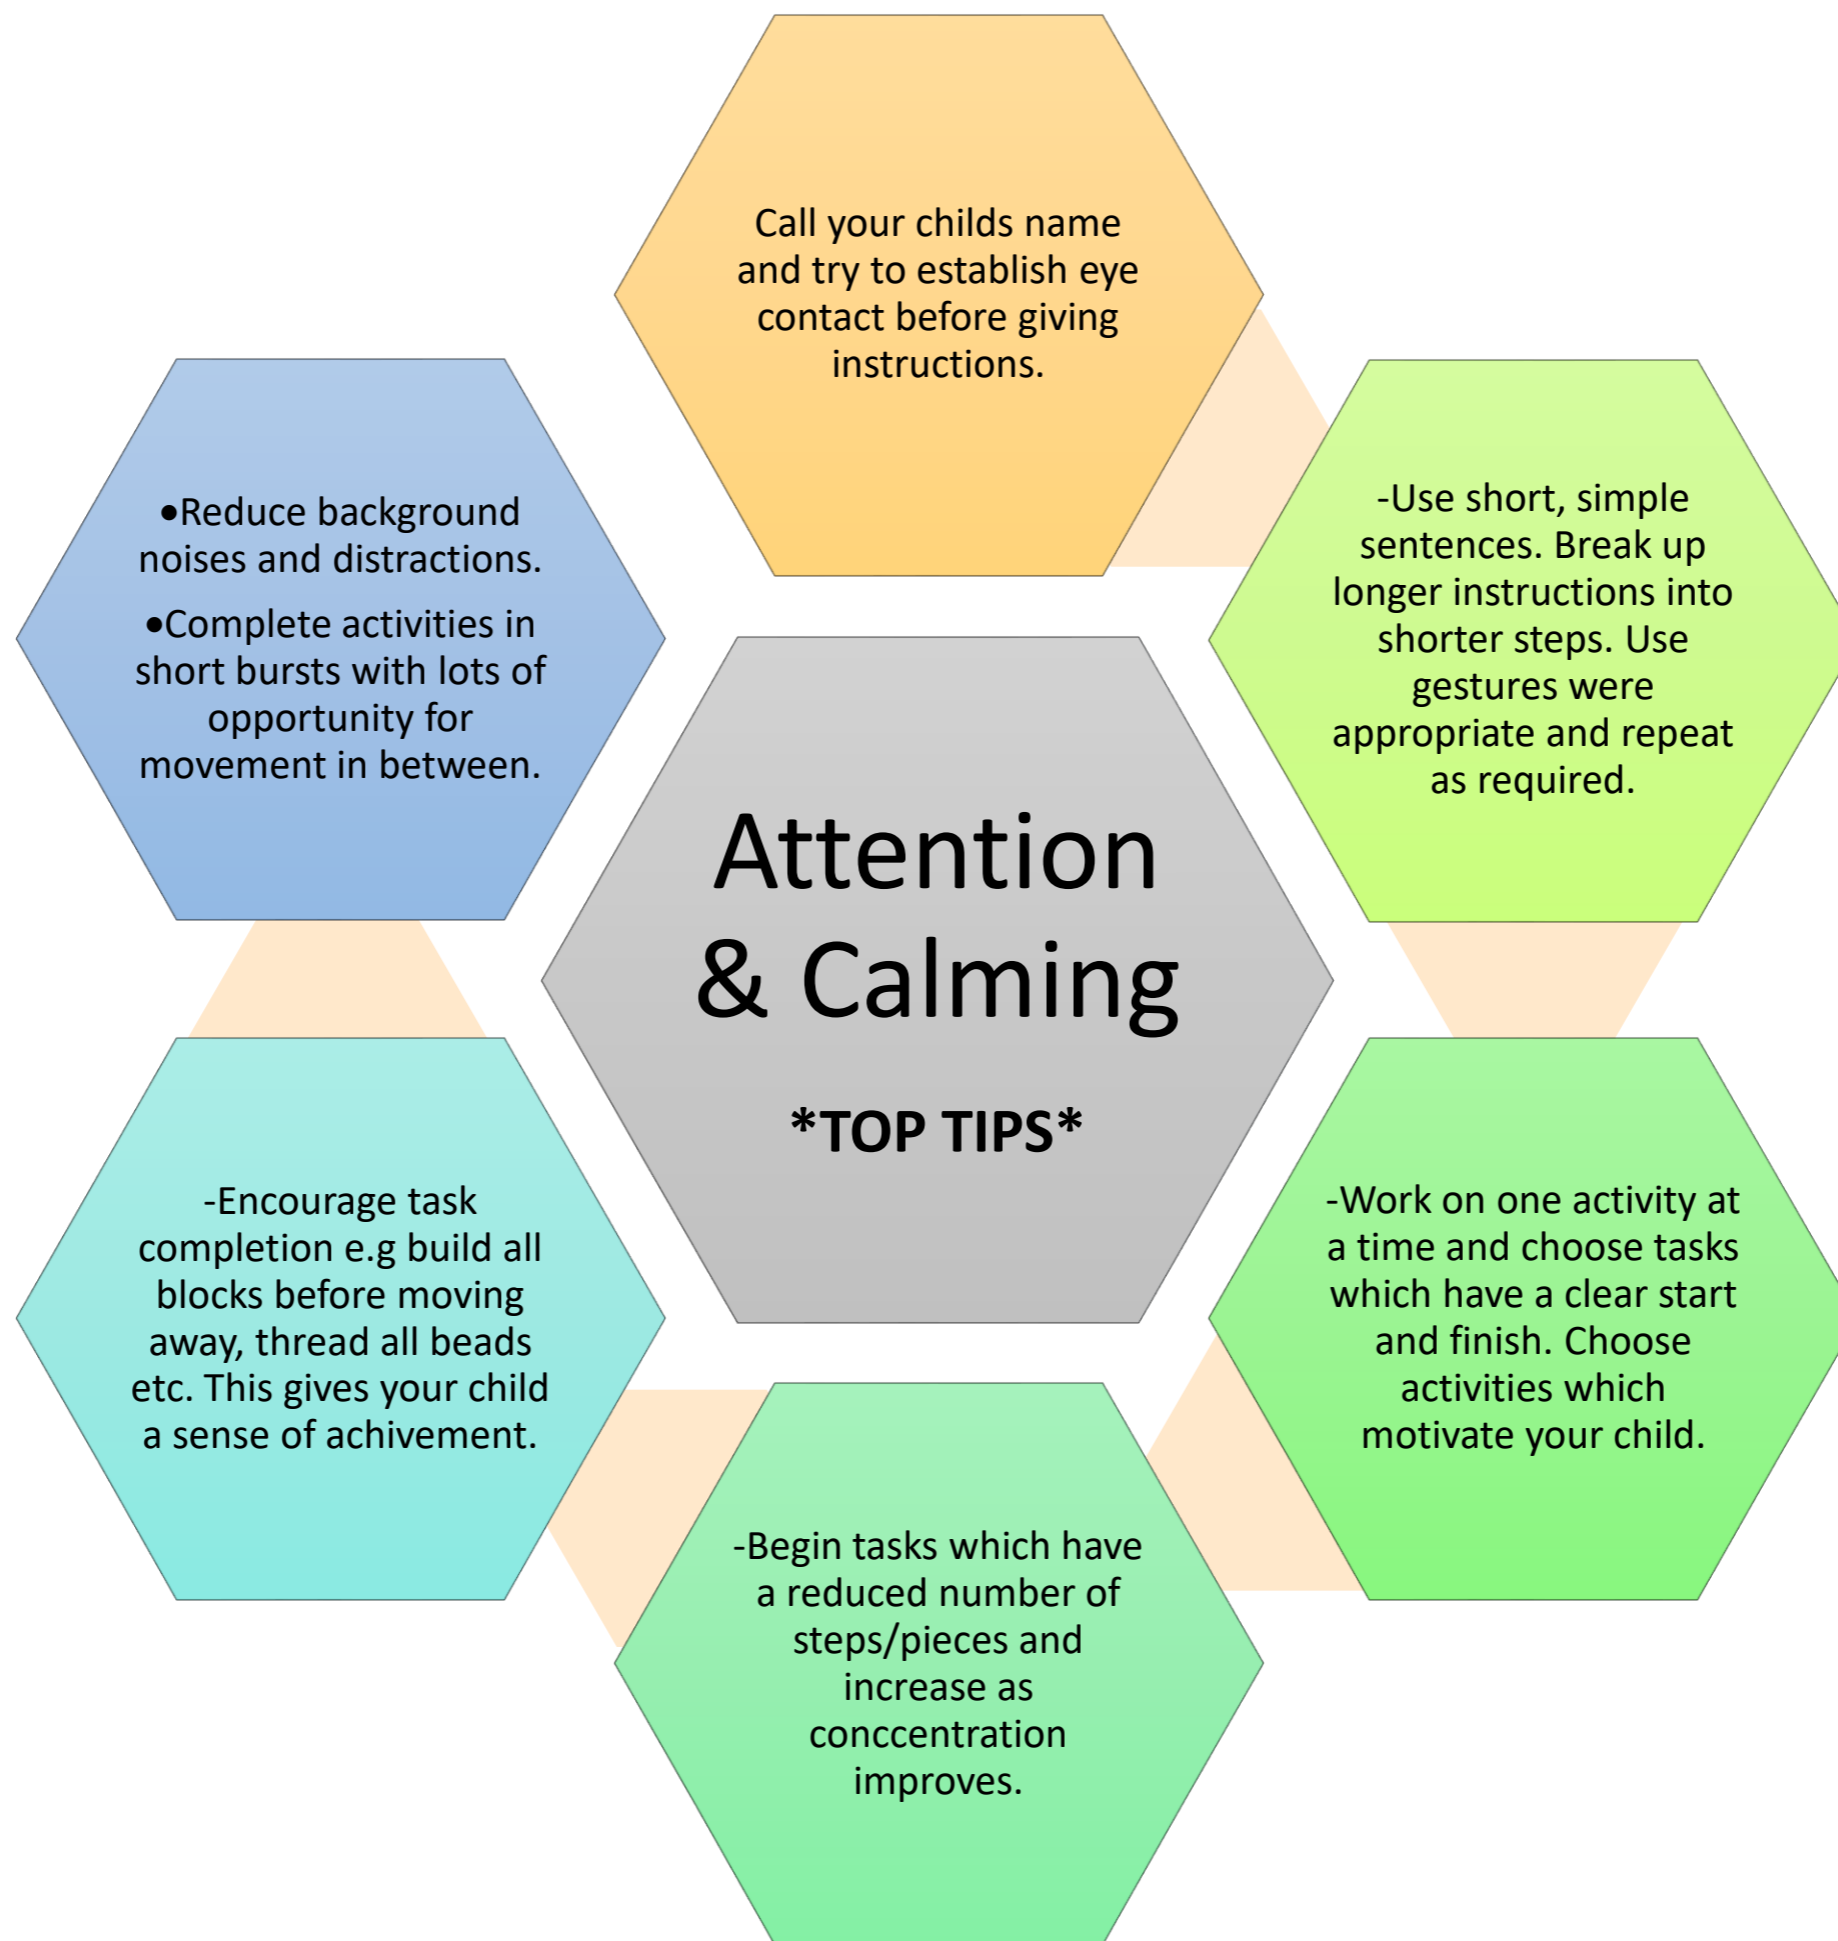 Call your childs name
and try to establish eye
contact before giving
instructions.
-Use short, simple
sentences. Break up
longer instructions into
shorter steps. Use
gestures were
appropriate and repeat
as required.
-Work on one activity at
a time and choose tasks
which have a clear start
and finish. Choose
activities which
motivate your child.
-Begin tasks which have
a reduced number of
steps/pieces and
increase as
conccentration
improves.
-Encourage task
completion e.g build all
blocks before moving
away, thread all beads
etc. This gives your child
a sense of achivement.
•Reduce background
noises and distractions.
•Complete activities in
short bursts with lots of
opportunity for
movement in between.
Attention
& Calming
*TOP TIPS*